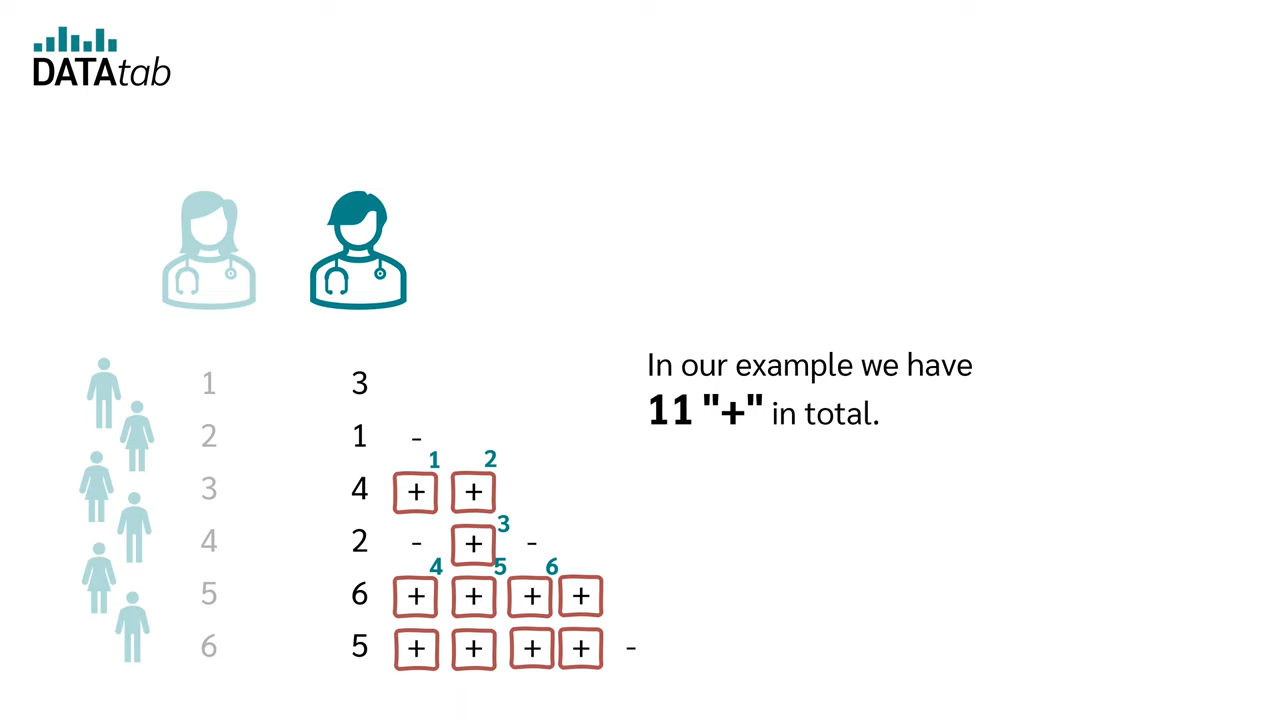 DATAtab
1 3
In our example we have
2 1 -
11 "+" in total.
1 2
3 4 + +
3
4 2 - + -
4 5 6
5 6 + + + +
6 5 + + + + -